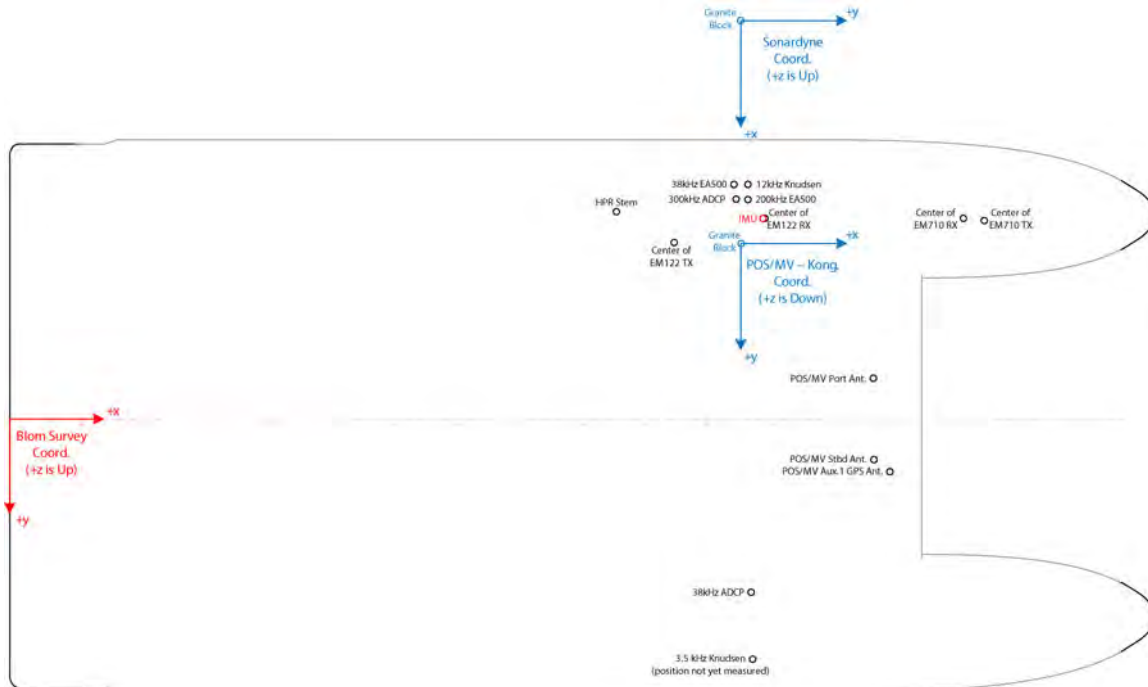 Granite
Block
+y
Sonardyne
Coord.
(+z is Up)
+x
38kHz EA500
12kHz Knudsen
300kHz ADCP
200kHz EA500
HPR Stem
IMU
Center of
EM122 RX
Center of
EM710 RX
Center of
EM710 TX
Granite
Block
+x
Center of
EM122 TX
POS/MV – Kong.
Coord.
(+z is Down)
+y
POS/MV Port Ant.
+x
Blom Survey
Coord.
(+z is Up)
+y
POS/MV Stbd Ant.
POS/MV Aux.1 GPS Ant.
38kHz ADCP
3.5 kHz Knudsen
(position not yet measured)